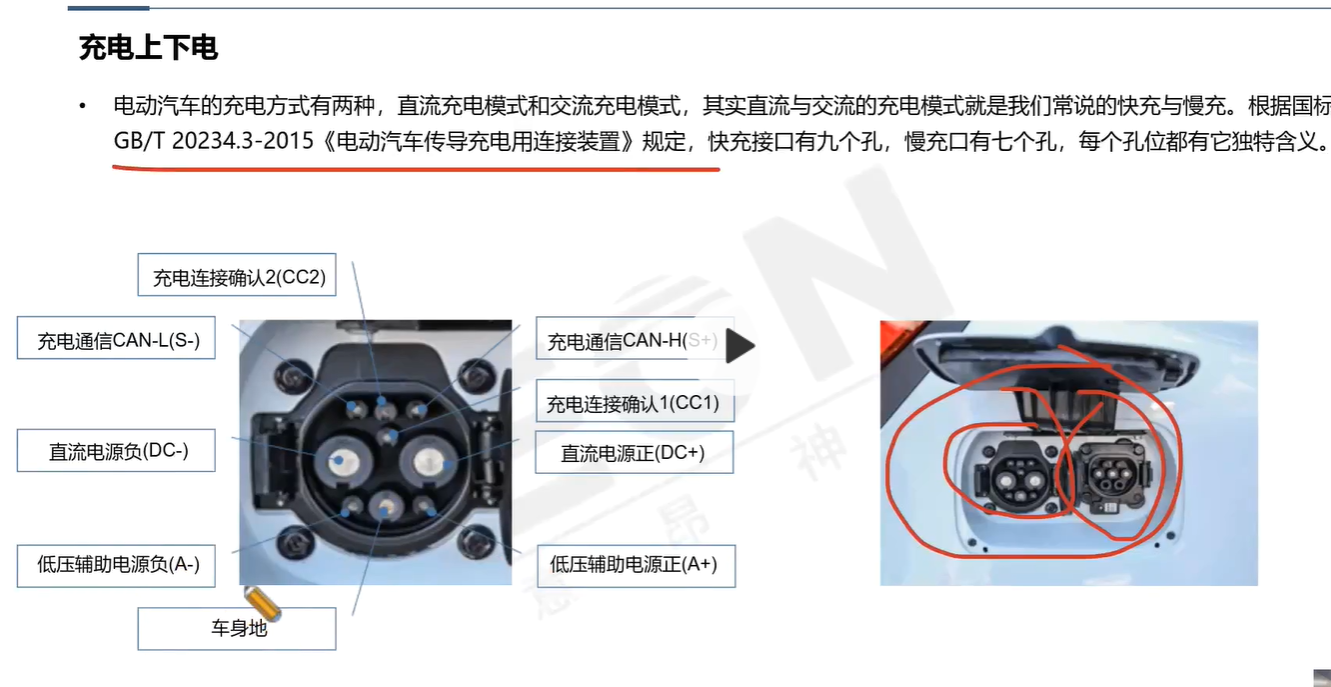 充电上下电
• 电动汽车的充电方式有两种，直流充电模式和交流充电模式，其实直流与交流的充电模式就是我们常说的快充与慢充。根据国标
GB/T 20234.3-2015《电动汽车传导充电用连接装置》规定，快充接口有九个孔，慢充口有七个孔，每个孔位都有它独特含义。
充电连接确认2(CC2)
充电通信CAN-L(S-)
充电通信CAN-H(S+)
充电连接确认1(CC1)
直流电源负(DC-)
直流电源正(DC+)
低压辅助电源负(A-)
低压辅助电源正(A+)
车身地
EON
意昂神